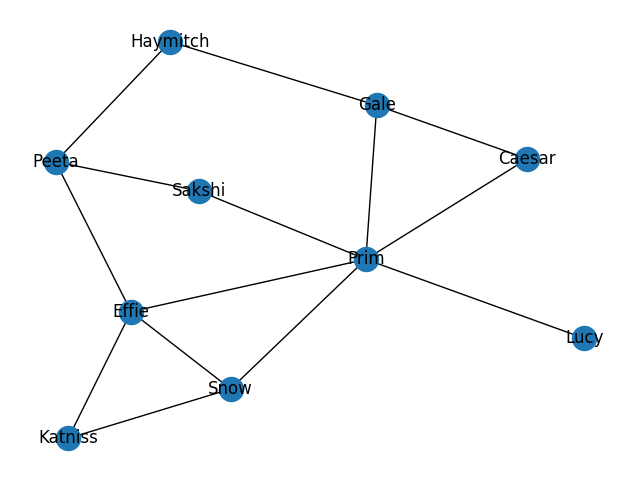 Haymitch
Gale
Caesar
Peeta
Sakshi
Prim
Effie
Lucy
Snow
Katniss